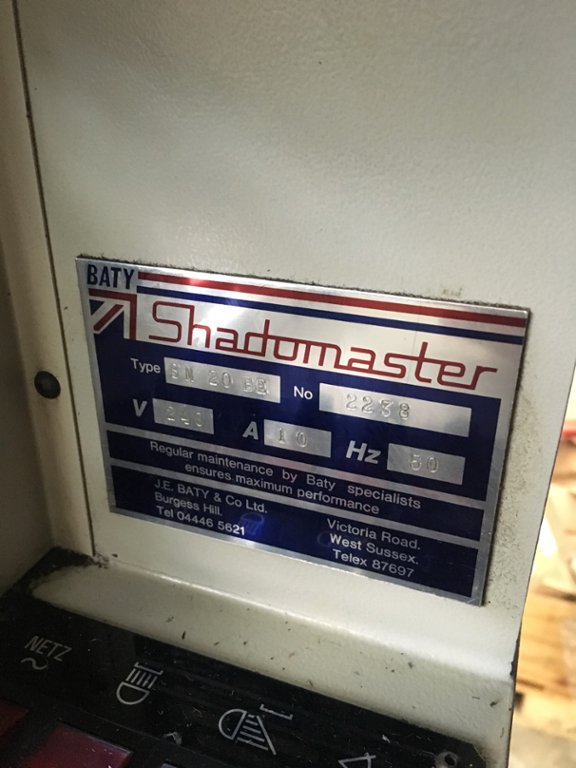 BATY
Shadomaster
Type SM 20 BB No 2238
V 240 A 10 Hz 50
Regular maintenance by Baty specialists
ensures maximum performance
J.E. BATY & Co Ltd. Victoria Road.
Burgess Hill. West Sussex.
Tel 04446 5621 Telex 87697
NETZ